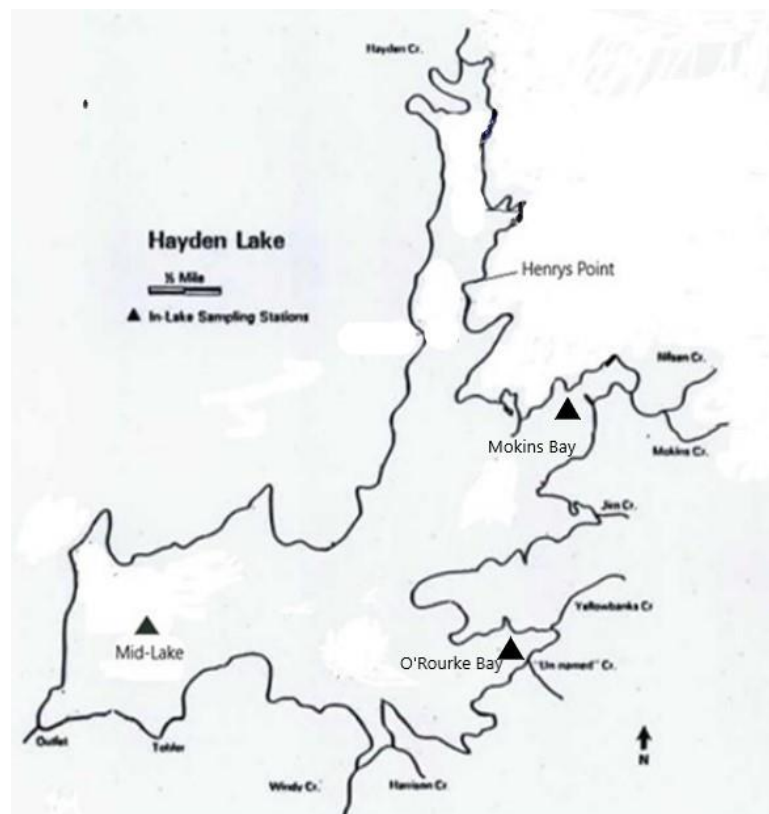 Hayden Cr.
Hayden Lake
½ Mile
▲ In-Lake Sampling Stations
Henrys Point
Nilsen Cr.
Mokins Bay
Mokins Cr.
Jim Cr.
Yellowbanks Cr
Mid-Lake
O'Rourke Bay
"Un named" Cr.
Outlet
Tobler
N
Windy Cr.
Harrison Cr.